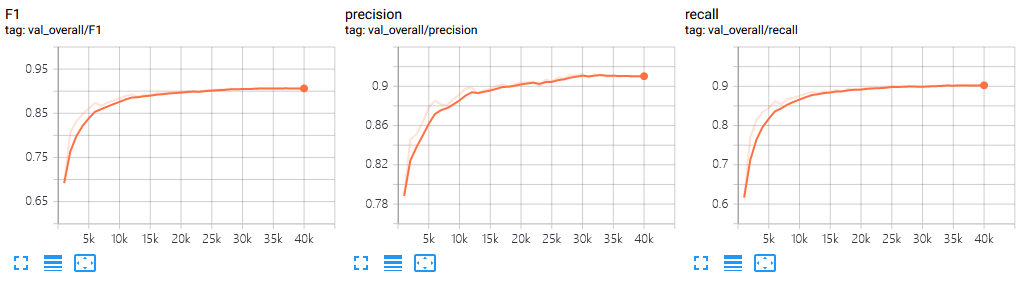 F1
tag: val_overall/F1
0.95
0.85
0.75
0.65
5k 10k 15k 20k 25k 30k 35k 40k
precision
tag: val_overall/precision
0.9
0.86
0.82
0.78
5k 10k 15k 20k 25k 30k 35k 40k
recall
tag: val_overall/recall
0.9
0.8
0.7
0.6
5k 10k 15k 20k 25k 30k 35k 40k